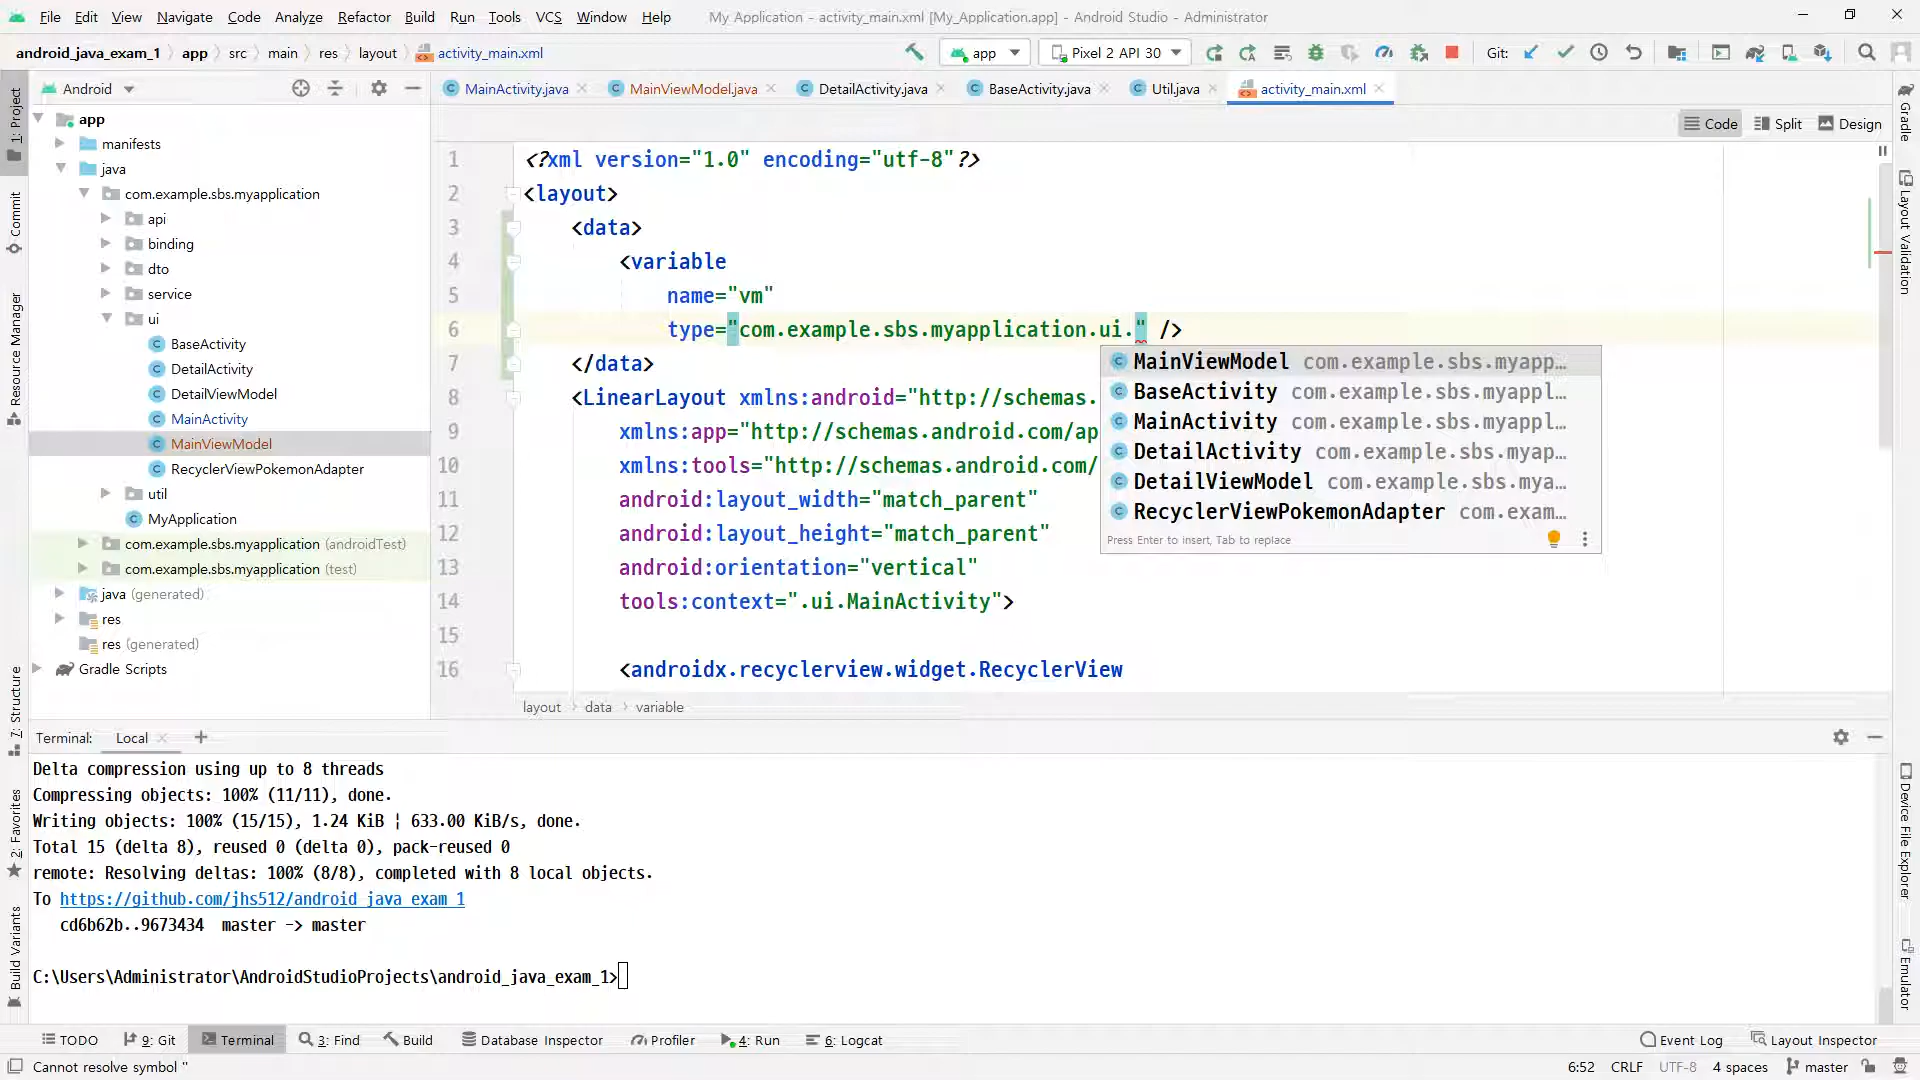 File Edit View Navigate Code Analyze Refactor Build Run Tools VCS Window Help My Application - activity_main.xml [My_Application.app] - Android Studio - Administrator
android_java_exam_1 app src main res layout activity_main.xml app Pixel 2 API 30 Git:
Android
MainActivity.java MainViewModel.java DetailActivity.java BaseActivity.java Util.java activity_main.xml
Code Split Design
1: Project
Commit
Resource Manager
7: Structure
2: Favorites
Build Variants
app
manifests
java
com.example.sbs.myapplication
api
binding
dto
service
ui
BaseActivity
DetailActivity
DetailViewModel
MainActivity
MainViewModel
RecyclerViewPokemonAdapter
util
MyApplication
com.example.sbs.myapplication (androidTest)
com.example.sbs.myapplication (test)
java (generated)
res
res (generated)
Gradle Scripts
1 <?xml version="1.0" encoding="utf-8"?>
2 <layout>
3 <data>
4 <variable
5 name="vm"
6 type="com.example.sbs.myapplication.ui." />
7 </data>
8 <LinearLayout xmlns:android="http://schemas.
9 xmlns:app="http://schemas.android.com/ap
10 xmlns:tools="http://schemas.android.com/
11 android:layout_width="match_parent"
12 android:layout_height="match_parent"
13 android:orientation="vertical"
14 tools:context=".ui.MainActivity">
15
16 <androidx.recyclerview.widget.RecyclerView
MainViewModel com.example.sbs.myapp…
BaseActivity com.example.sbs.myappl…
MainActivity com.example.sbs.myappl…
DetailActivity com.example.sbs.myap…
DetailViewModel com.example.sbs.mya…
RecyclerViewPokemonAdapter com.exam…
Press Enter to insert, Tab to replace
layout data variable
Gradle
Layout Validation
Device File Explorer
Emulator
Terminal: Local
Delta compression using up to 8 threads
Compressing objects: 100% (11/11), done.
Writing objects: 100% (15/15), 1.24 KiB ¦ 633.00 KiB/s, done.
Total 15 (delta 8), reused 0 (delta 0), pack-reused 0
remote: Resolving deltas: 100% (8/8), completed with 8 local objects.
To https://github.com/jhs512/android_java_exam_1
cd6b62b..9673434 master -> master
C:\Users\Administrator\AndroidStudioProjects\android_java_exam_1>
TODO 9: Git Terminal 3: Find Build Database Inspector Profiler 4: Run 6: Logcat Event Log Layout Inspector
Cannot resolve symbol '' 6:52 CRLF UTF-8 4 spaces master